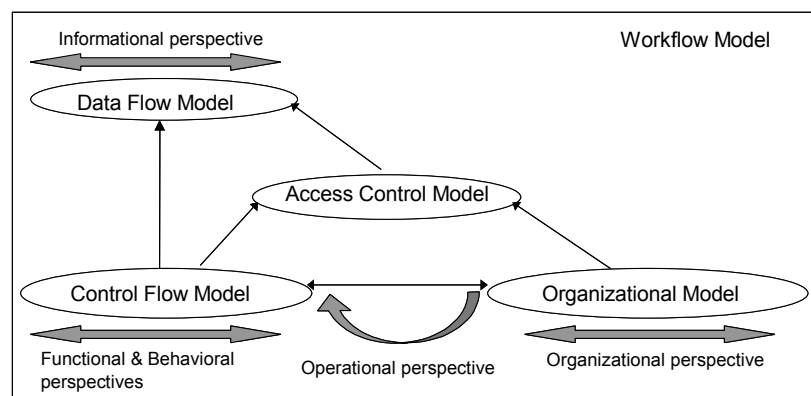 Informational perspective
Workflow Model
Data Flow Model
Access Control Model
Control Flow Model
Organizational Model
Functional & Behavioral
perspectives
Operational perspective
Organizational perspective